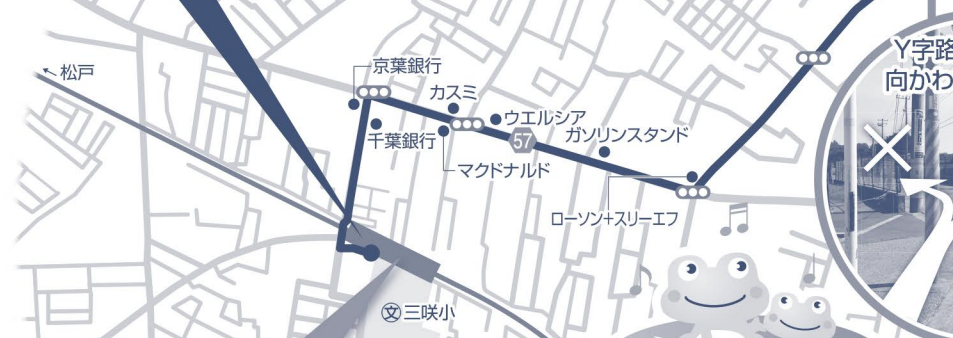 Y字路
向かわ
松戸
京葉銀行
カスミ
ウエルシア
千葉銀行
57
ガソリンスタンド
マクドナルド
ローソン+スリーエフ
文 三咲小